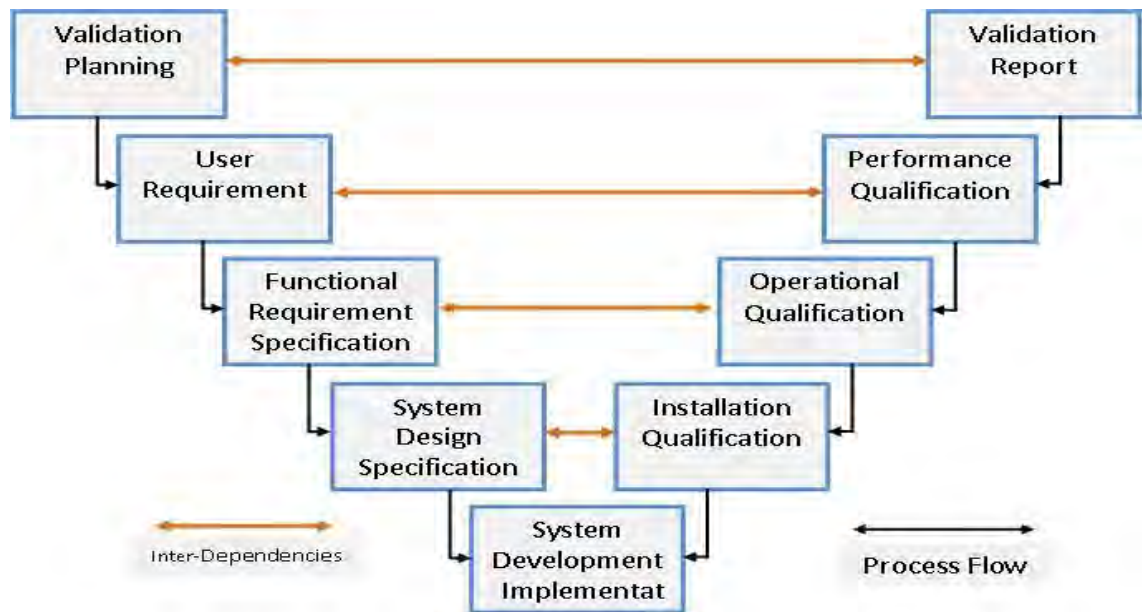 Validation
Planning
Validation
Report
User
Requirement
Performance
Qualification
Functional
Requirement
Specification
Operational
Qualification
System
Design
Specification
Installation
Qualification
System
Development
Implementat
Inter-Dependencies
Process Flow